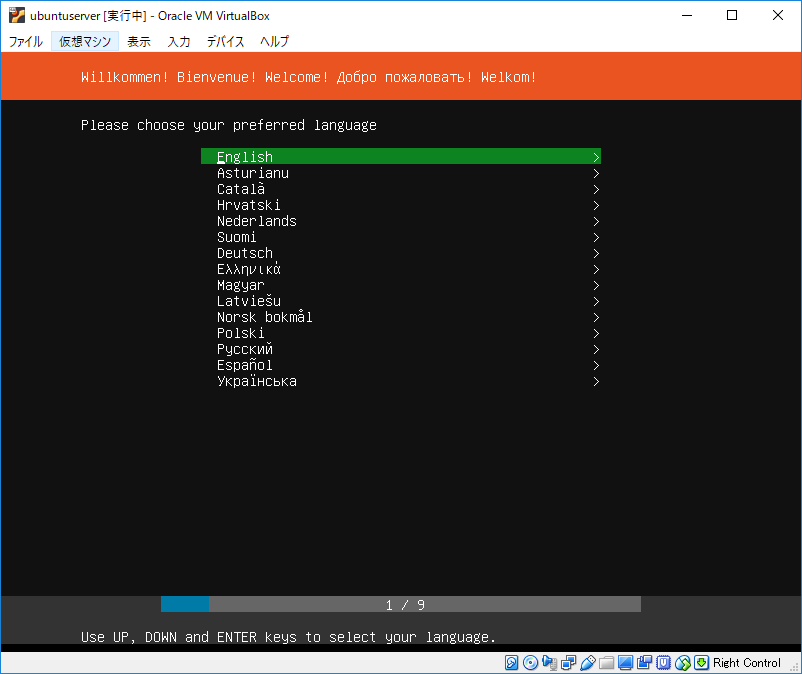 ubuntuserver [実行中] - Oracle VM VirtualBox
ファイル 仮想マシン 表示 入力 デバイス ヘルプ
Willkommen! Bienvenue! Welcome! Добро пожаловать! Welkom!
Please choose your preferred language
English >
Asturianu >
Català >
Hrvatski >
Nederlands >
Suomi >
Deutsch >
Ελληνικά >
Magyar >
Latviešu >
Norsk bokmål >
Polski >
Русский >
Español >
Українська >
1 / 9
Use UP, DOWN and ENTER keys to select your language.
Right Control